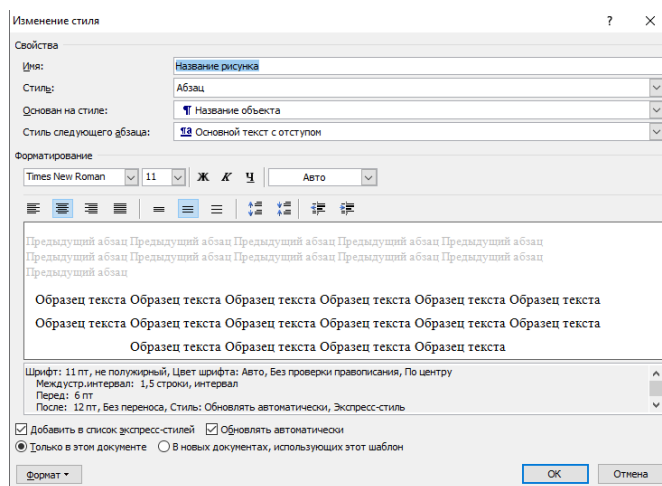 Изменение стиля ? ×
Свойства
Имя: Название рисунка
Стиль: Абзац
Основан на стиле: ¶ Название объекта
Стиль следующего абзаца: ¶a Основной текст с отступом
Форматирование
Times New Roman 11 Ж К Ч Авто
Предыдущий абзац Предыдущий абзац Предыдущий абзац Предыдущий абзац Предыдущий абзац
Предыдущий абзац Предыдущий абзац Предыдущий абзац Предыдущий абзац Предыдущий абзац
Предыдущий абзац
Образец текста Образец текста Образец текста Образец текста Образец текста Образец текста
Образец текста Образец текста Образец текста Образец текста Образец текста Образец текста
Образец текста Образец текста Образец текста Образец текста
Шрифт: 11 пт, не полужирный, Цвет шрифта: Авто, Без проверки правописания, По центру
Междустр.интервал: 1,5 строки, интервал
Перед: 6 пт
После: 12 пт, Без переноса, Стиль: Обновлять автоматически, Экспресс-стиль
Добавить в список экспресс-стилей Обновлять автоматически
Только в этом документе В новых документах, использующих этот шаблон
Формат OK Отмена